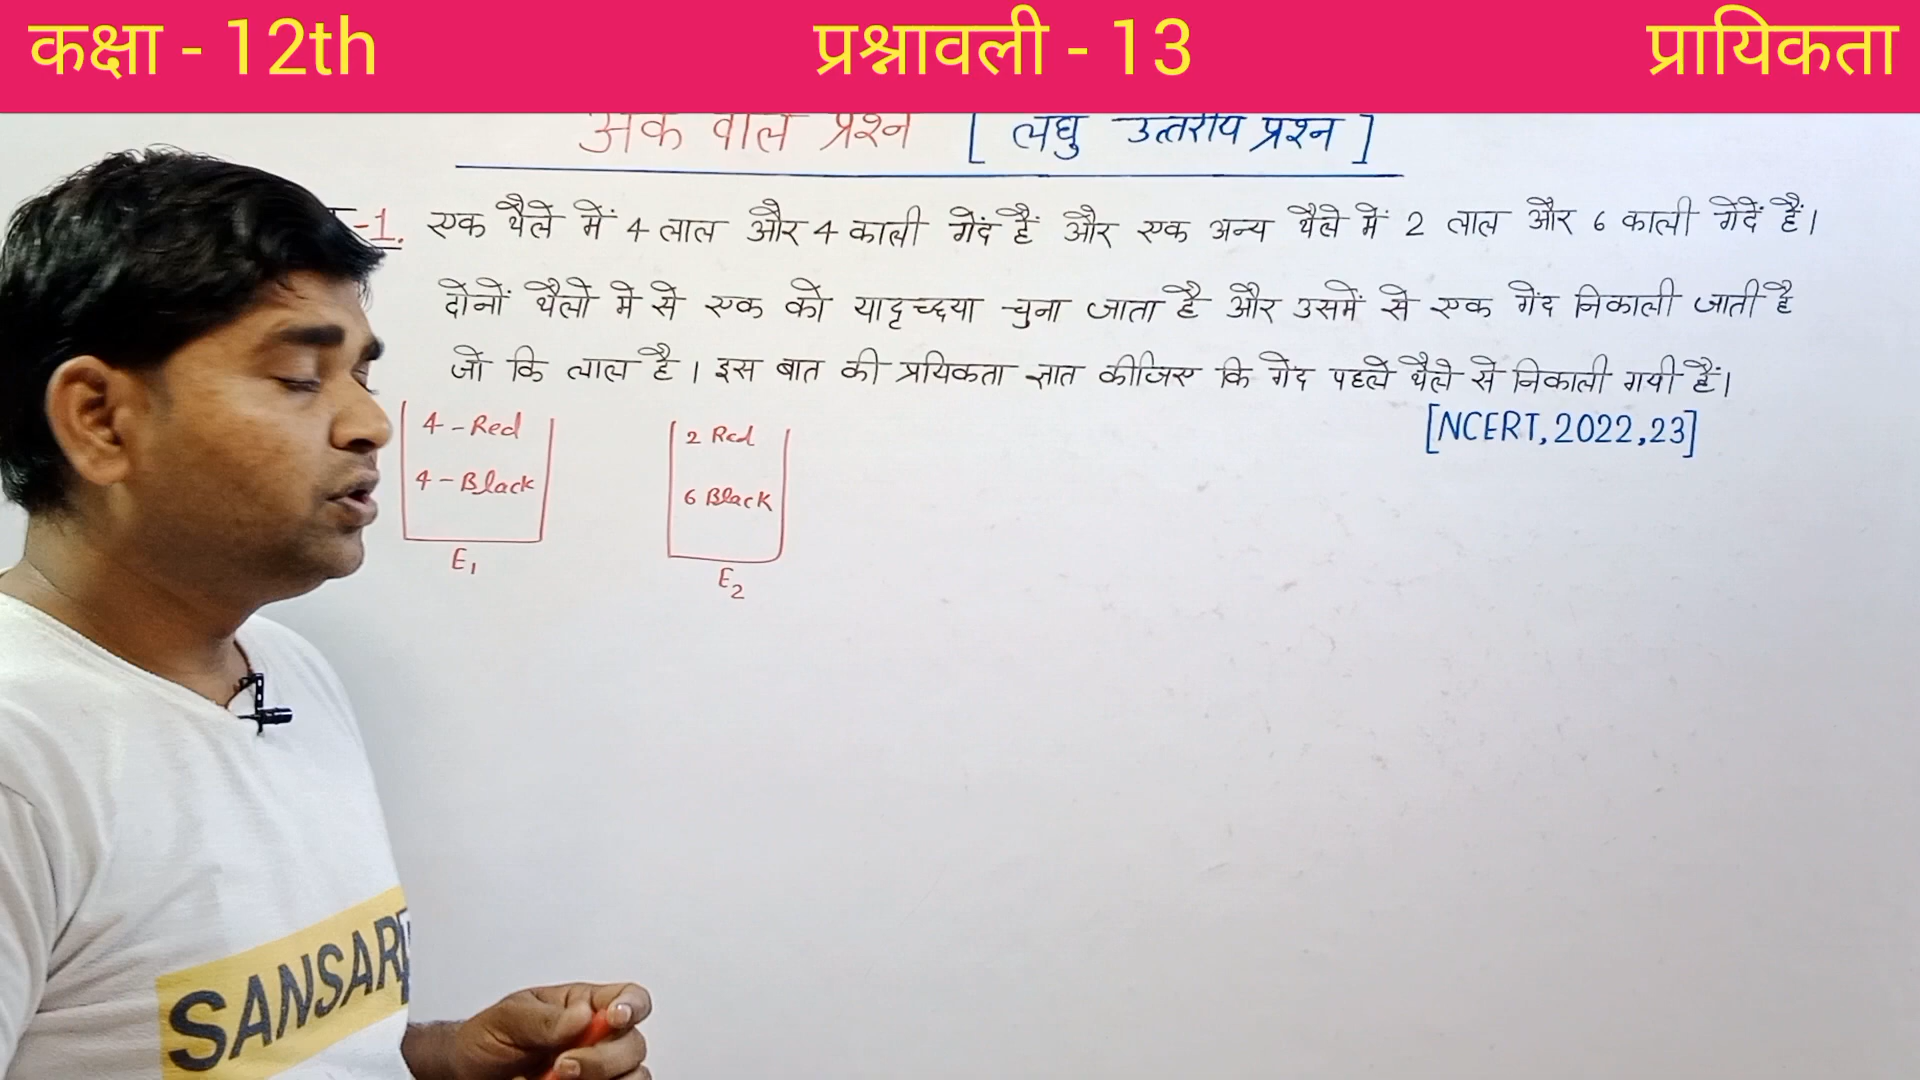 कक्षा - 12th प्रश्नावली - 13 प्रायिकता
अंक वाले प्रश्न [ लघु उत्तरीय प्रश्न ]
-1. एक थैले में 4 लाल और 4 काली गेंदें हैं और एक अन्य थैले में 2 लाल और 6 काली गेंदें हैं।
दोनों थैलो मे से एक को यादृच्छया चुना जाता है और उसमें से एक गेंद निकाली जाती है
जो कि लाल है। इस बात की प्रयिकता ज्ञात कीजिए कि गेंद पहले थैले से निकाली गयी हैं।
[NCERT, 2022, 23]
4 - Red
4 - Black
E1
2 Red
6 Black
E2
SANSAR